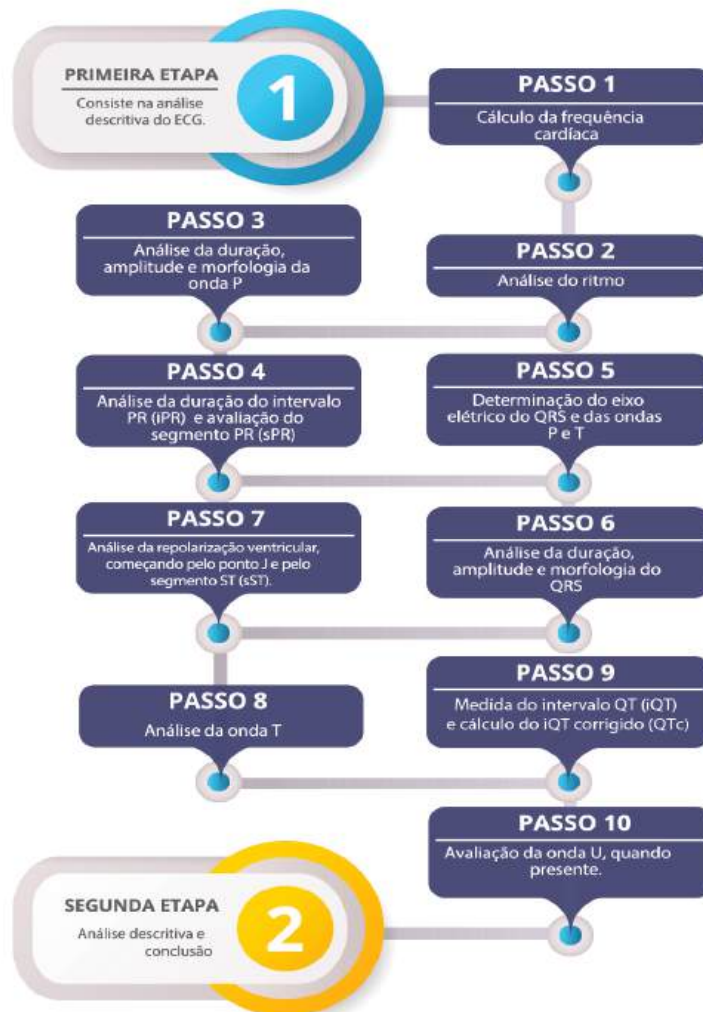 PRIMEIRA ETAPA
Consiste na análise
descritiva do ECG.
1
PASSO 1
Cálculo da frequência
cardíaca
PASSO 2
Análise do ritmo
PASSO 3
Análise da duração,
amplitude e morfologia da
onda P
PASSO 4
Análise da duração do intervalo
PR (iPR) e avaliação do
segmento PR (sPR)
PASSO 5
Determinação do eixo
elétrico do QRS e das ondas
P e T
PASSO 6
Análise da duração,
amplitude e morfologia do
QRS
PASSO 7
Análise da repolarização ventricular,
começando pelo ponto J e pelo
segmento ST (sST).
PASSO 8
Análise da onda T
PASSO 9
Medida do intervalo QT (iQT)
e cálculo do iQT corrigido (QTc)
PASSO 10
Avaliação da onda U, quando
presente.
SEGUNDA ETAPA
Análise descritiva e
conclusão
2